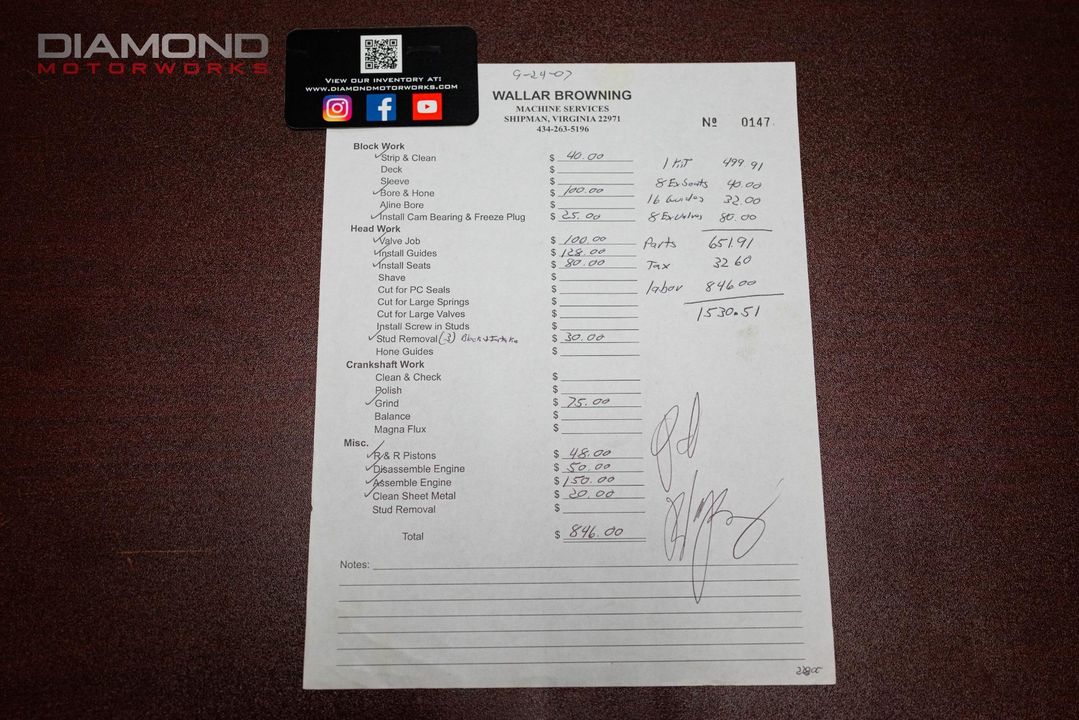 DIAMOND
MOTORWORKS
VIEW OUR INVENTORY AT:
WWW.DIAMONDMOTORWORKS.COM
9-24-07
WALLAR BROWNING
MACHINE SERVICES
SHIPMAN, VIRGINIA 22971
434-263-5196
Nº 0147
Block Work
Strip & Clean $ 40.00
Deck $
Sleeve $
Bore & Hone $ 100.00
Aline Bore $
Install Cam Bearing & Freeze Plug $ 25.00
Head Work
Valve Job $ 100.00
Install Guides $ 128.00
Install Seats $ 80.00
Shave $
Cut for PC Seals $
Cut for Large Springs $
Cut for Large Valves $
Install Screw in Studs $
Stud Removal (3) $ 30.00
Hone Guides $
Crankshaft Work
Clean & Check $
Polish $
Grind $ 75.00
Balance $
Magna Flux $
Misc.
R & R Pistons $ 48.00
Disassemble Engine $ 50.00
Assemble Engine $ 150.00
Clean Sheet Metal $ 20.00
Stud Removal $
Total $ 846.00
1 Kit 499.91
8 Ex Seats 40.00
16 Guides 32.00
8 Ex Valves 80.00
Parts 651.91
Tax 32.60
labor 846.00
1530.51
Pd
Notes: